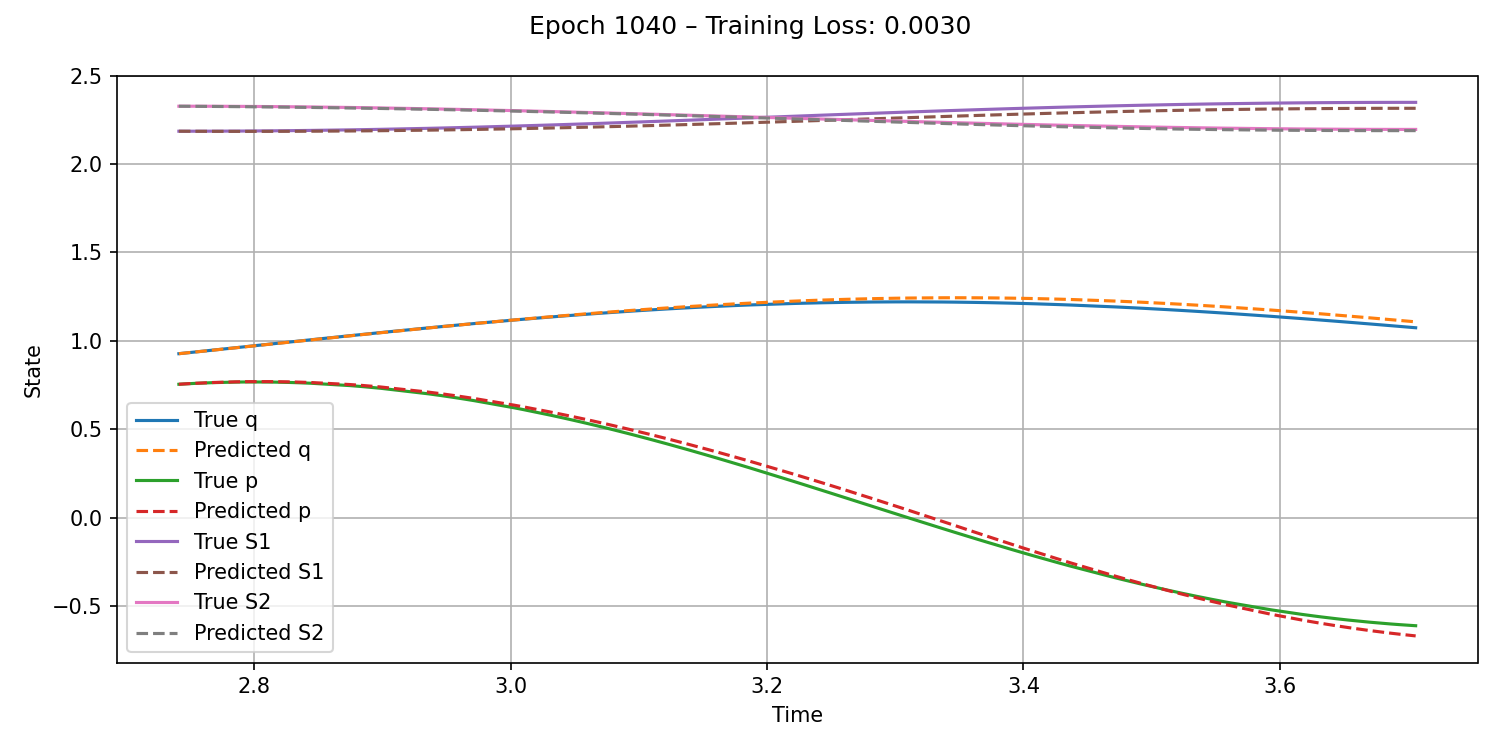 Epoch 1040 – Training Loss: 0.0030
2.5
2.0
1.5
1.0
0.5
0.0
−0.5
State
True q
Predicted q
True p
Predicted p
True S1
Predicted S1
True S2
Predicted S2
2.8 3.0 3.2 3.4 3.6
Time